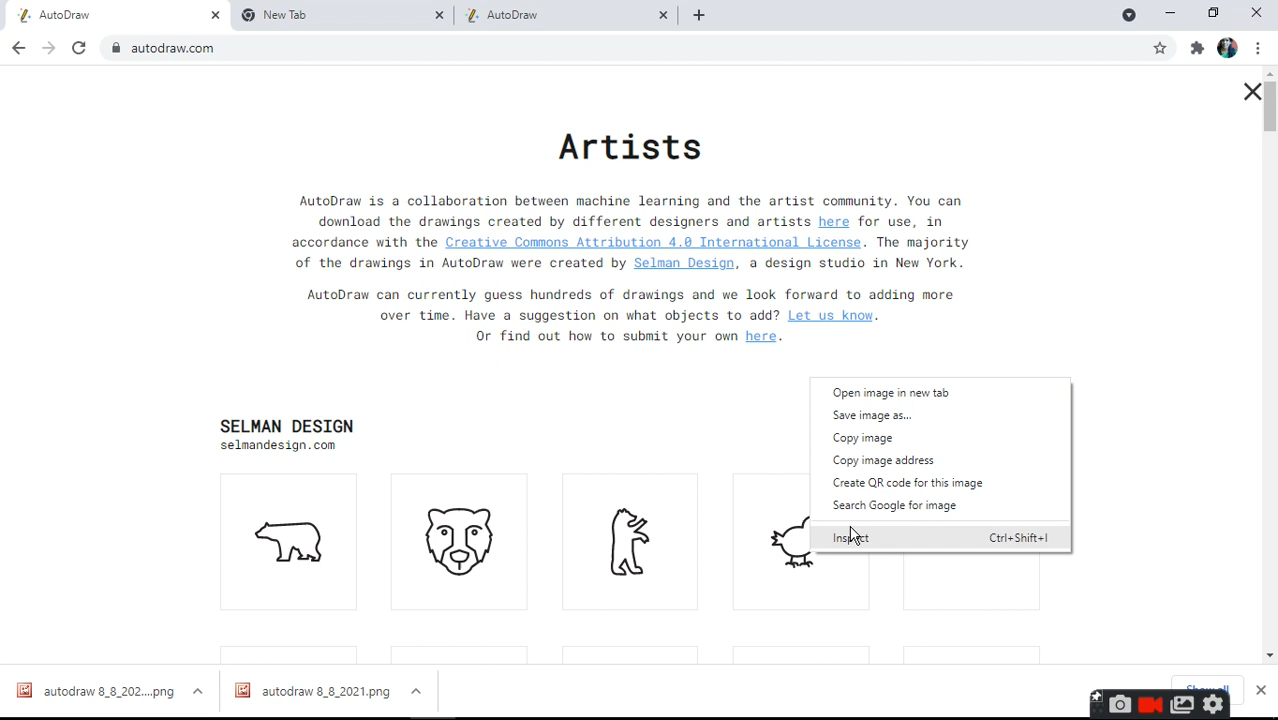 AutoDraw
New Tab
AutoDraw
autodraw.com
Artists
AutoDraw is a collaboration between machine learning and the artist community. You can
download the drawings created by different designers and artists here for use, in
accordance with the Creative Commons Attribution 4.0 International License. The majority
of the drawings in AutoDraw were created by Selman Design, a design studio in New York.
AutoDraw can currently guess hundreds of drawings and we look forward to adding more
over time. Have a suggestion on what objects to add? Let us know.
Or find out how to submit your own here.
SELMAN DESIGN
selmandesign.com
Open image in new tab
Save image as...
Copy image
Copy image address
Create QR code for this image
Search Google for image
Inspect Ctrl+Shift+I
autodraw 8_8_202....png
autodraw 8_8_2021.png
Show all